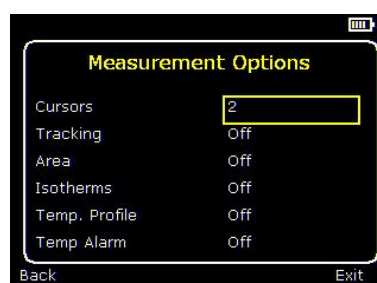 Measurement Options
Cursors 2
Tracking Off
Area Off
Isotherms Off
Temp. Profile Off
Temp Alarm Off
Back Exit